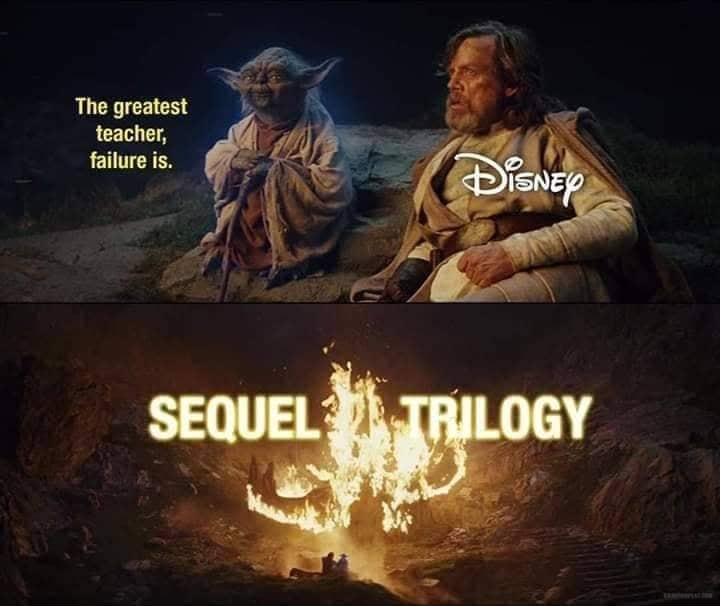 The greatest
teacher,
failure is.
Disney
SEQUEL TRILOGY